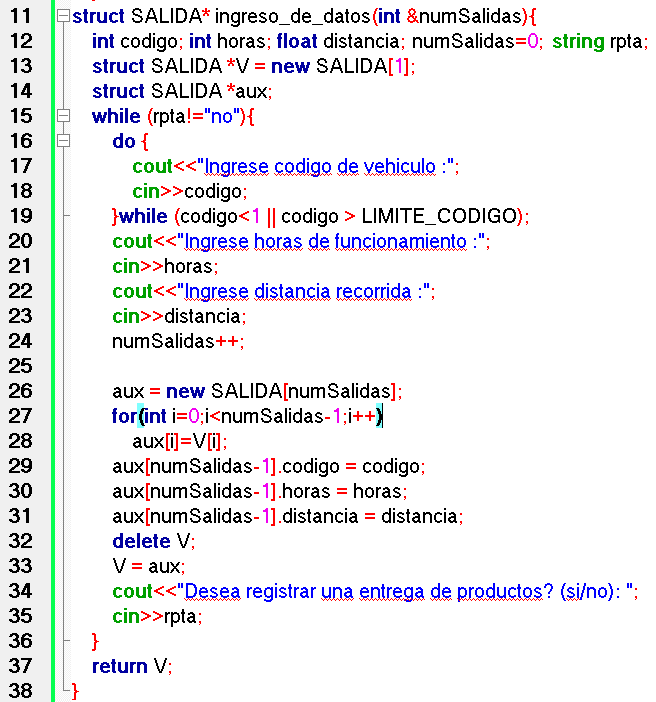 11 struct SALIDA* ingreso_de_datos(int &numSalidas){
12 int codigo; int horas; float distancia; numSalidas=0; string rpta;
13 struct SALIDA *V = new SALIDA[1];
14 struct SALIDA *aux;
15 while (rpta!="no"){
16 do {
17 cout<<"Ingrese codigo de vehiculo :";
18 cin>>codigo;
19 }while (codigo<1 || codigo > LIMITE_CODIGO);
20 cout<<"Ingrese horas de funcionamiento :";
21 cin>>horas;
22 cout<<"Ingrese distancia recorrida :";
23 cin>>distancia;
24 numSalidas++;
25
26 aux = new SALIDA[numSalidas];
27 for(int i=0;i<numSalidas-1;i++)
28 aux[i]=V[i];
29 aux[numSalidas-1].codigo = codigo;
30 aux[numSalidas-1].horas = horas;
31 aux[numSalidas-1].distancia = distancia;
32 delete V;
33 V = aux;
34 cout<<"Desea registrar una entrega de productos? (si/no): ";
35 cin>>rpta;
36 }
37 return V;
38 }